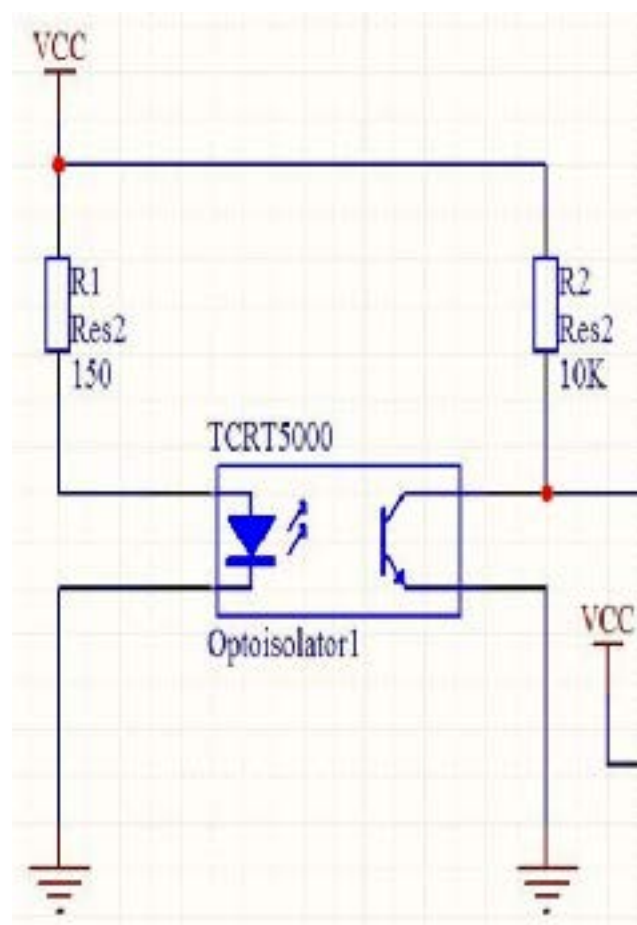 VCC
R1
Res2
150
R2
Res2
10K
TCRT5000
Optoisolator1
VCC